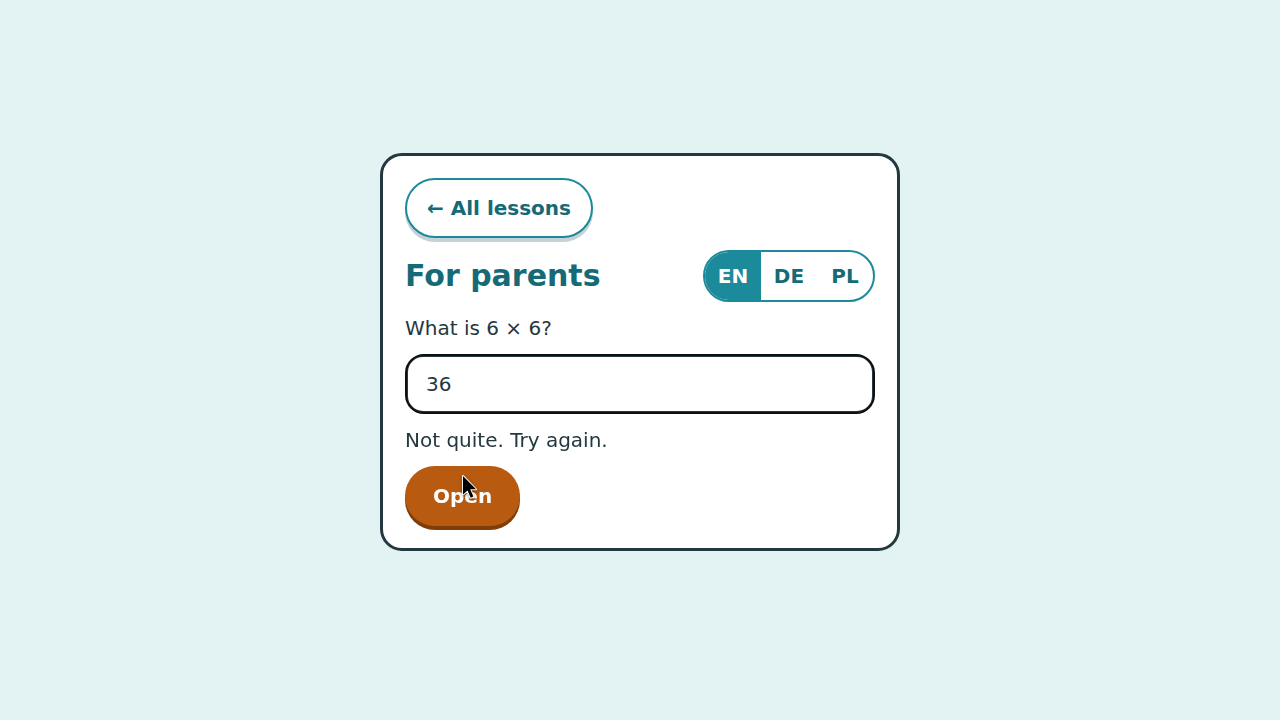 ← All lessons
For parents
EN DE PL
What is 6 × 6?
36
Not quite. Try again.
Open